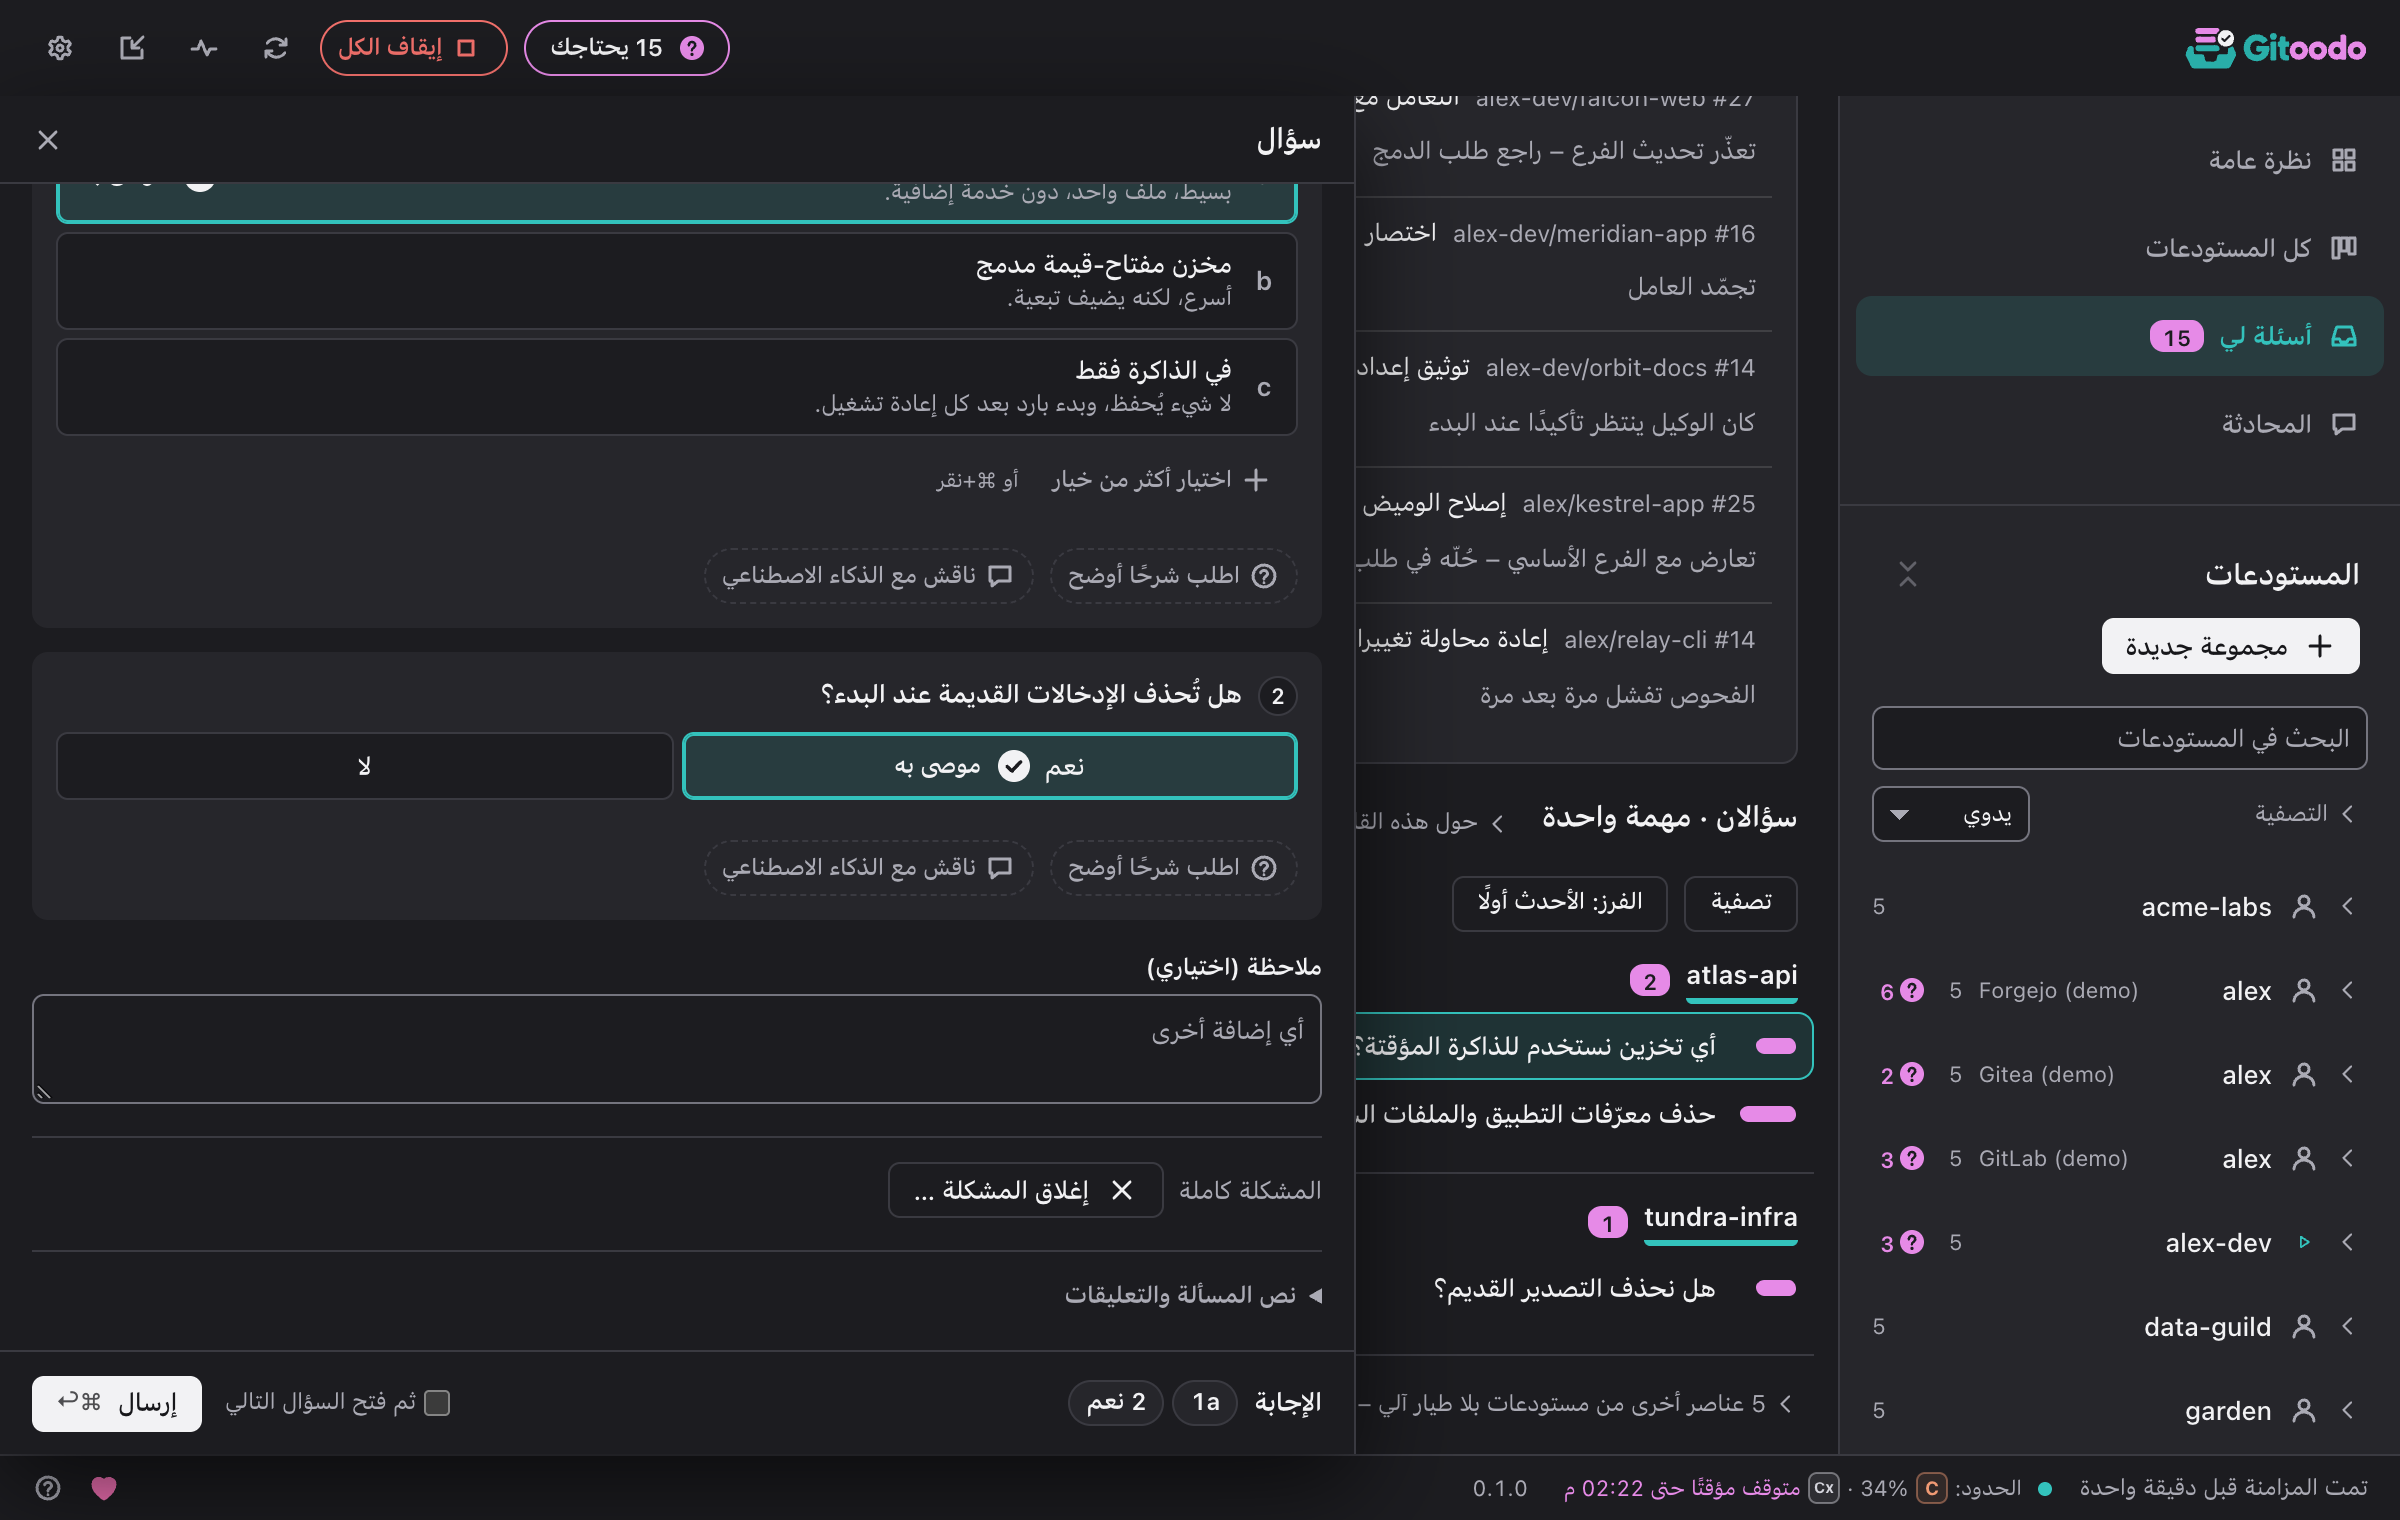 Gitoodo
15 يحتاجك
إيقاف الكل
نظرة عامة
كل المستودعات
أسئلة لي 15
المحادثة
المستودعات
مجموعة جديدة
البحث في المستودعات
التصفية
يدوي
acme-labs 5
alex Forgejo (demo) 5 6
alex Gitea (demo) 5 2
alex GitLab (demo) 5 3
alex-dev 5 3
data-guild 5
garden 5
alex-dev/falcon-web #27 التعامل مع
تعذّر تحديث الفرع – راجع طلب الدمج
alex-dev/meridian-app #16 اختصار
تجمّد العامل
alex-dev/orbit-docs #14 توثيق إعداد
كان الوكيل ينتظر تأكيدًا عند البدء
alex/kestrel-app #25 إصلاح الوميض
تعارض مع الفرع الأساسي – حُلّه في طلب
alex/relay-cli #14 إعادة محاولة
الفحوص تفشل مرة بعد مرة
سؤالان · مهمة واحدة
حول هذه
تصفية
الفرز: الأحدث أولًا
atlas-api 2
أي تخزين نستخدم للذاكرة المؤقتة؟
حذف معرّفات التطبيق والملفات
tundra-infra 1
هل نحذف التصدير القديم؟
5 عناصر أخرى من مستودعات بلا طيار آلي –
سؤال
بسيط، ملف واحد، دون خدمة إضافية.
b مخزن مفتاح-قيمة مدمج
أسرع، لكنه يضيف تبعية.
c في الذاكرة فقط
لا شيء يُحفظ، وبدء بارد بعد كل إعادة تشغيل.
اختيار أكثر من خيار
أو ⌘+نقر
اطلب شرحًا أوضح
ناقش مع الذكاء الاصطناعي
2 هل تُحذف الإدخالات القديمة عند البدء؟
نعم موصى به
لا
اطلب شرحًا أوضح
ناقش مع الذكاء الاصطناعي
ملاحظة (اختياري)
أي إضافة أخرى
المشكلة كاملة
إغلاق المشكلة ...
نص المسألة والتعليقات
الإجابة 1a 2 نعم
ثم فتح السؤال التالي
إرسال ⌘↩
تمت المزامنة قبل دقيقة واحدة
الحدود: C 34% · Cx متوقف مؤقتًا حتى 02:22 م
0.1.0